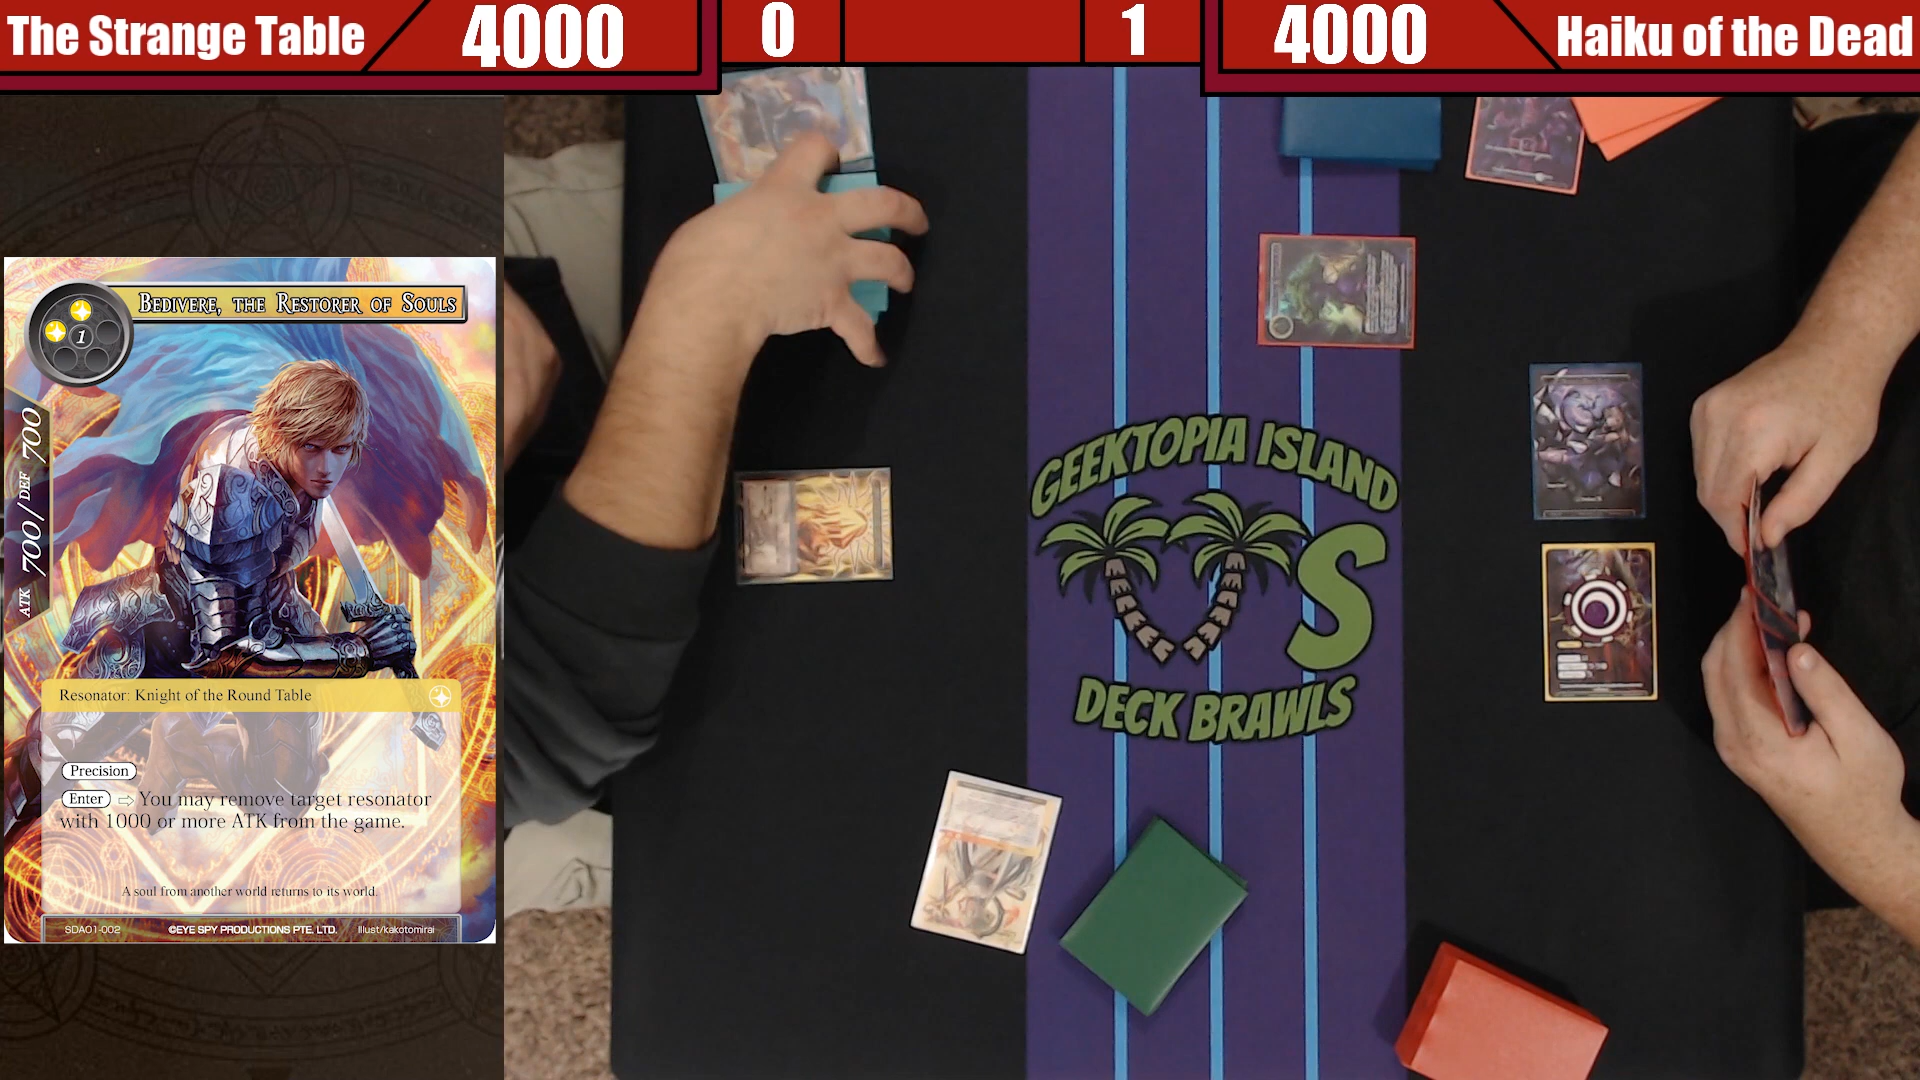 The Strange Table
4000
0
1
4000
Haiku of the Dead
1
Bedivere, the Restorer of Souls
ATK 700 / DEF 700
Resonator: Knight of the Round Table
Precision
Enter ⇨ You may remove target resonator
with 1000 or more ATK from the game.
A soul from another world returns to its world.
SDAO1-002
©EYE SPY PRODUCTIONS PTE. LTD.
Illust/kakotomirai
GEEKTOPIA ISLAND
S
DECK BRAWLS